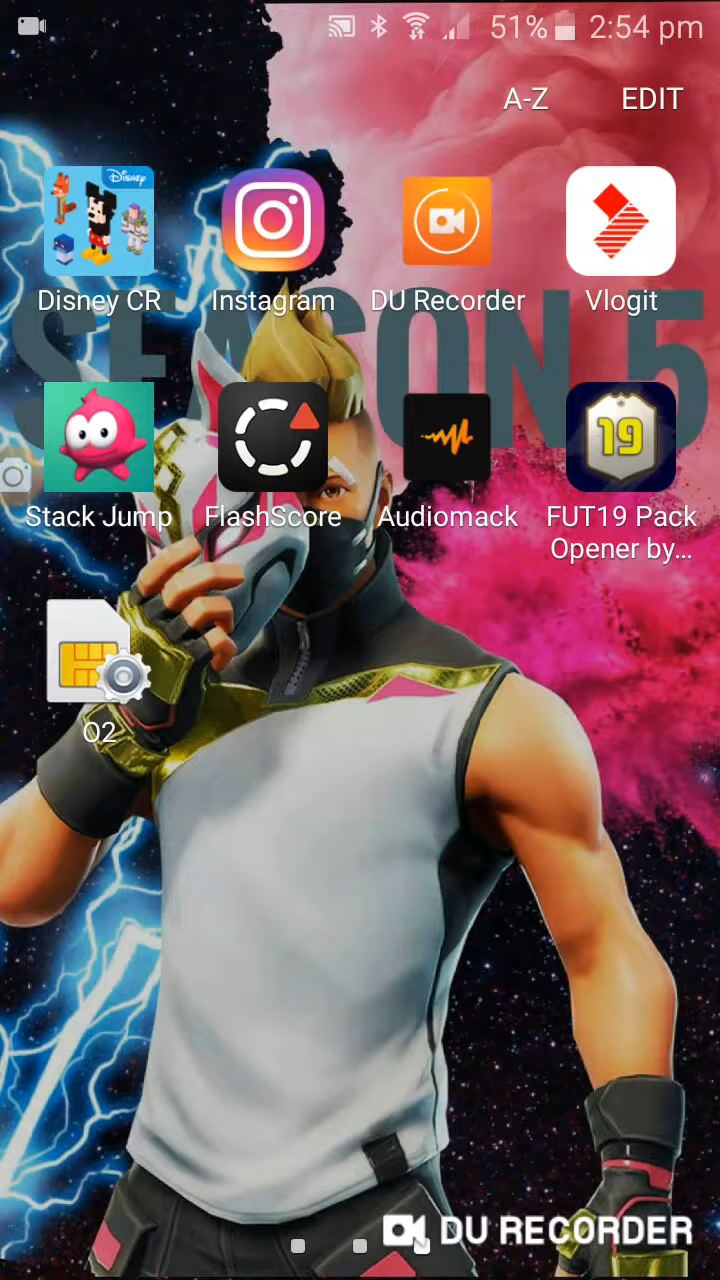 51% 2:54 pm
A-Z EDIT
Disney
Disney CR Instagram DU Recorder Vlogit
SEASON 5
19
Stack Jump FlashScore Audiomack FUT19 Pack
Opener by...
O2
DU RECORDER